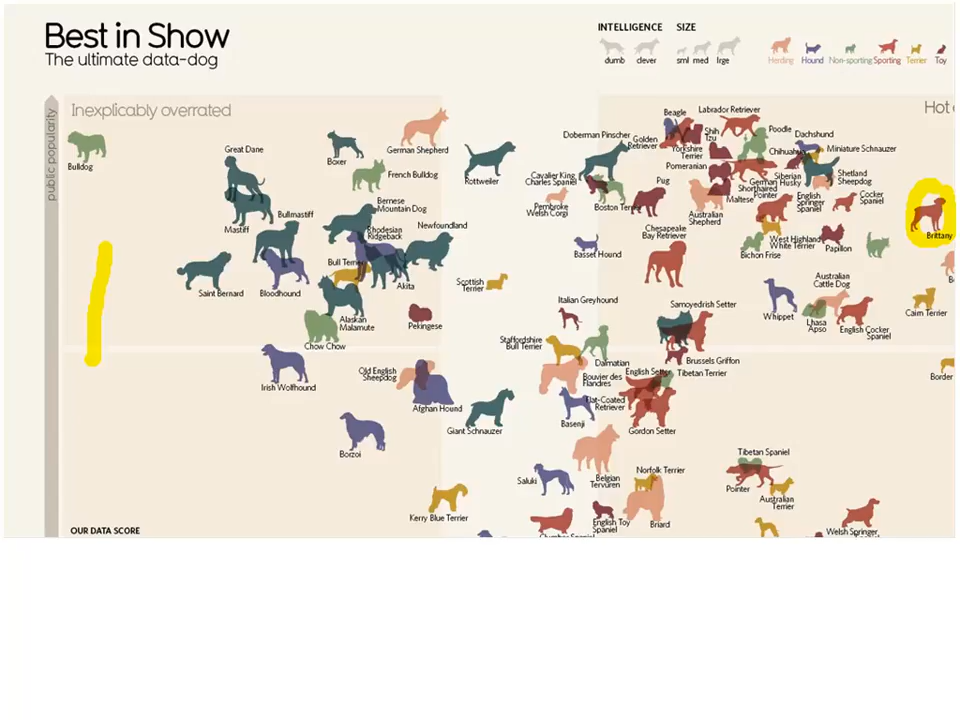 Best in Show
The ultimate data-dog
INTELLIGENCE SIZE
dumb clever sml med lrge
Herding Hound Non-sporting Sporting Terrier Toy
public popularity
Inexplicably overrated
Hot
Bulldog
Great Dane
Boxer
German Shepherd
French Bulldog
Rottweiler
Mastiff
Bullmastiff
Bernese
Mountain Dog
Rhodesian
Ridgeback
Newfoundland
Saint Bernard
Bloodhound
Bull Terrier
Akita
Alaskan
Malamute
Pekingese
Chow Chow
Scottish
Terrier
Doberman Pinscher
Golden
Retriever
Beagle
Labrador Retriever
Shih
Tzu
Yorkshire
Terrier
Poodle
Dachshund
Miniature Schnauzer
Chihuahua
Pomeranian
Cavalier King
Charles Spaniel
Pembroke
Welsh Corgi
Boston Terrier
Pug
German
Shorthaired
Pointer
Siberian
Husky
Shetland
Sheepdog
Maltese
English
Springer
Spaniel
Cocker
Spaniel
Brittany
Australian
Shepherd
Chesapeake
Bay Retriever
Basset Hound
West Highland
White Terrier
Bichon Frise
Papillon
Whippet
Australian
Cattle Dog
Lhasa
Apso
English Cocker
Spaniel
Cairn Terrier
Italian Greyhound
Samoyed
Irish Setter
Staffordshire
Bull Terrier
Dalmatian
Brussels Griffon
Border
Irish Wolfhound
Old English
Sheepdog
Afghan Hound
Bouvier des
Flandres
English Setter
Tibetan Terrier
Flat-Coated
Retriever
Basenji
Gordon Setter
Giant Schnauzer
Borzoi
Saluki
Belgian
Tervuren
Norfolk Terrier
Tibetan Spaniel
Pointer
Australian
Terrier
Kerry Blue Terrier
English Toy
Spaniel
Briard
Welsh Springer
OUR DATA SCORE